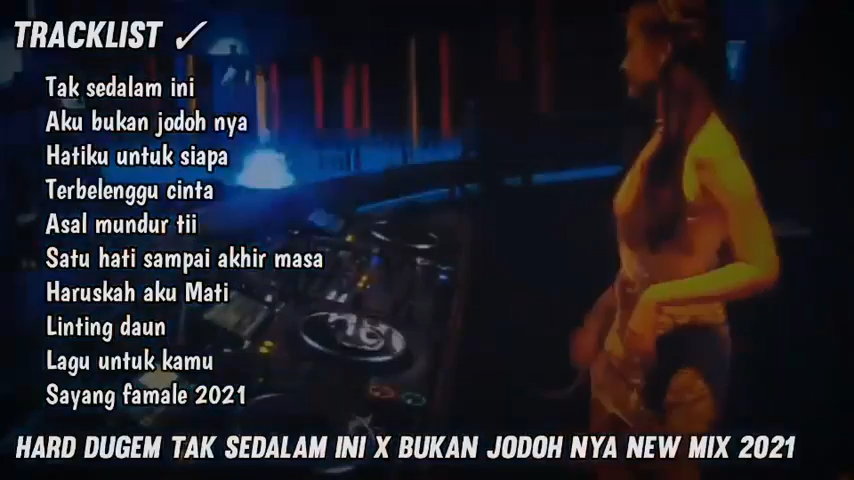 TRACKLIST ✓
Tak sedalam ini
Aku bukan jodoh nya
Hatiku untuk siapa
Terbelenggu cinta
Asal mundur tii
Satu hati sampai akhir masa
Haruskah aku Mati
Linting daun
Lagu untuk kamu
Sayang famale 2021
HARD DUGEM TAK SEDALAM INI X BUKAN JODOH NYA NEW MIX 2021